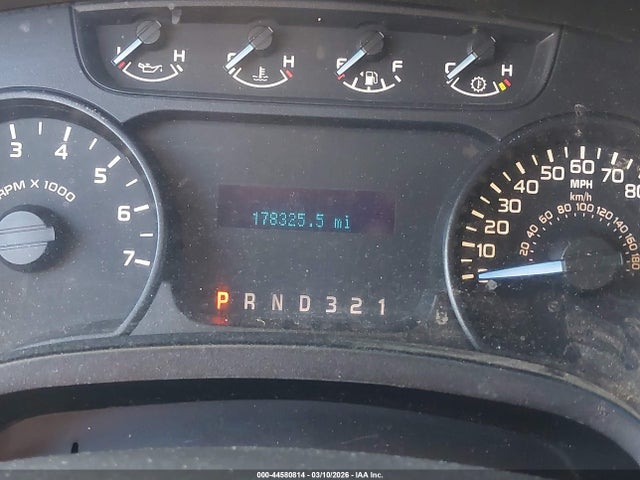 L H C H E F C H
3 4 5 6 7
RPM X 1000
178325.5 mi
P R N D 3 2 1
0 10 20 30 40 50 60 70 80
MPH
km/h
20 40 60 80 100 120 140 160 180
000-44580814 - 03/10/2026 - IAA Inc.